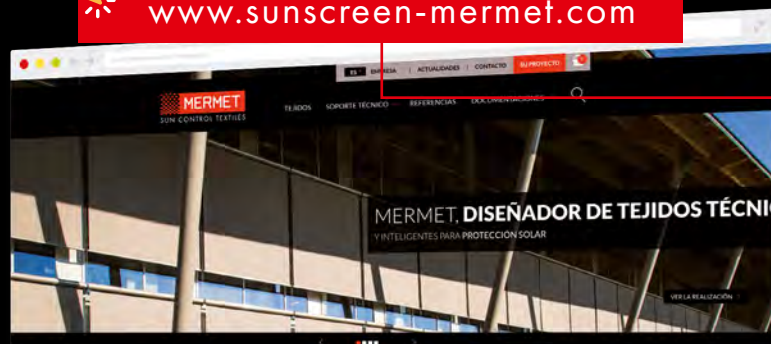 www.sunscreen-mermet.com
ES EMPRESA | ACTUALIDADES | CONTACTO SU PROYECTO
MERMET
SUN CONTROL TEXTILES
TEJIDOS SOPORTE TÉCNICO REFERENCIAS DOCUMENTACIONES
MERMET, DISEÑADOR DE TEJIDOS TÉCNI
Y INTELIGENTES PARA PROTECCIÓN SOLAR
VER LA REALIZACIÓN